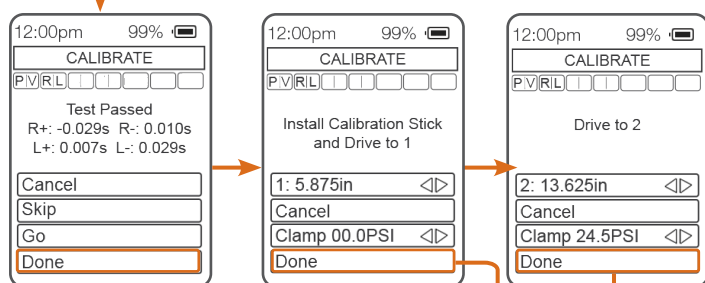 12:00pm 99%
CALIBRATE
P V R L
Test Passed
R+: -0.029s R-: 0.010s
L+: 0.007s L-: 0.029s
Cancel
Skip
Go
Done
12:00pm 99%
CALIBRATE
P V R L
Install Calibration Stick
and Drive to 1
1: 5.875in
Cancel
Clamp 00.0PSI
Done
12:00pm 99%
CALIBRATE
P V R L
Drive to 2
2: 13.625in
Cancel
Clamp 24.5PSI
Done